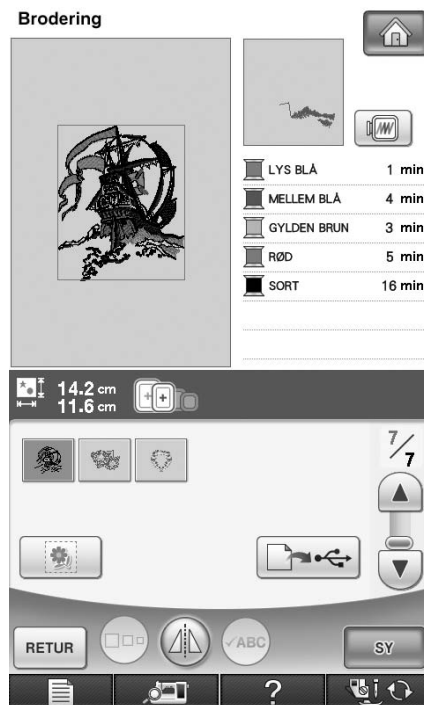 Brodering
LYS BLÅ 1 min
MELLEM BLÅ 4 min
GYLDEN BRUN 3 min
RØD 5 min
SORT 16 min
14.2 cm
11.6 cm
7/7
RETUR
✓ABC
SY
?